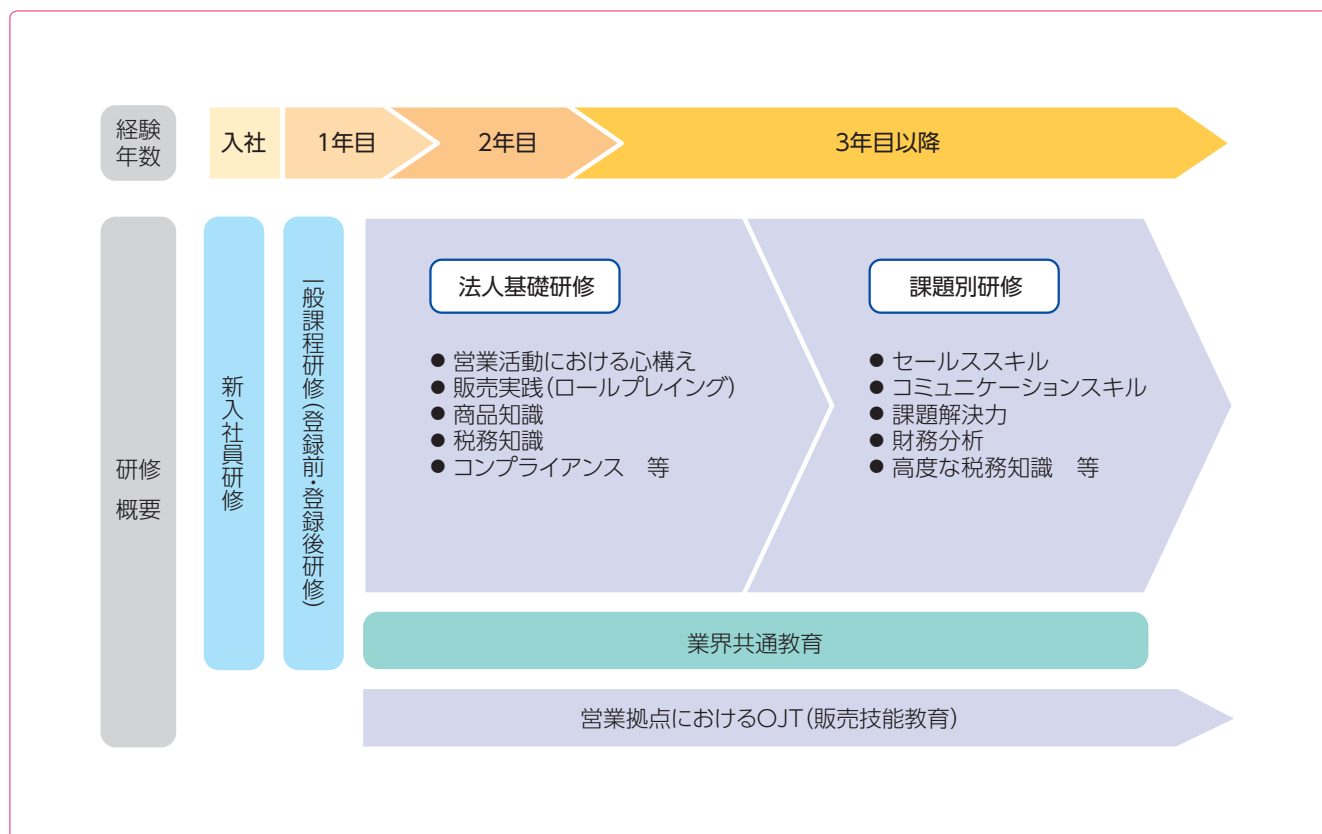 経験
年数
入社
1年目
2年目
3年目以降
研修
概要
新入社員研修
一般課程研修(登録前・登録後研修)
法人基礎研修
● 営業活動における心構え
● 販売実践(ロールプレイング)
● 商品知識
● 税務知識
● コンプライアンス　等
課題別研修
● セールススキル
● コミュニケーションスキル
● 課題解決力
● 財務分析
● 高度な税務知識　等
業界共通教育
営業拠点におけるOJT(販売技能教育)